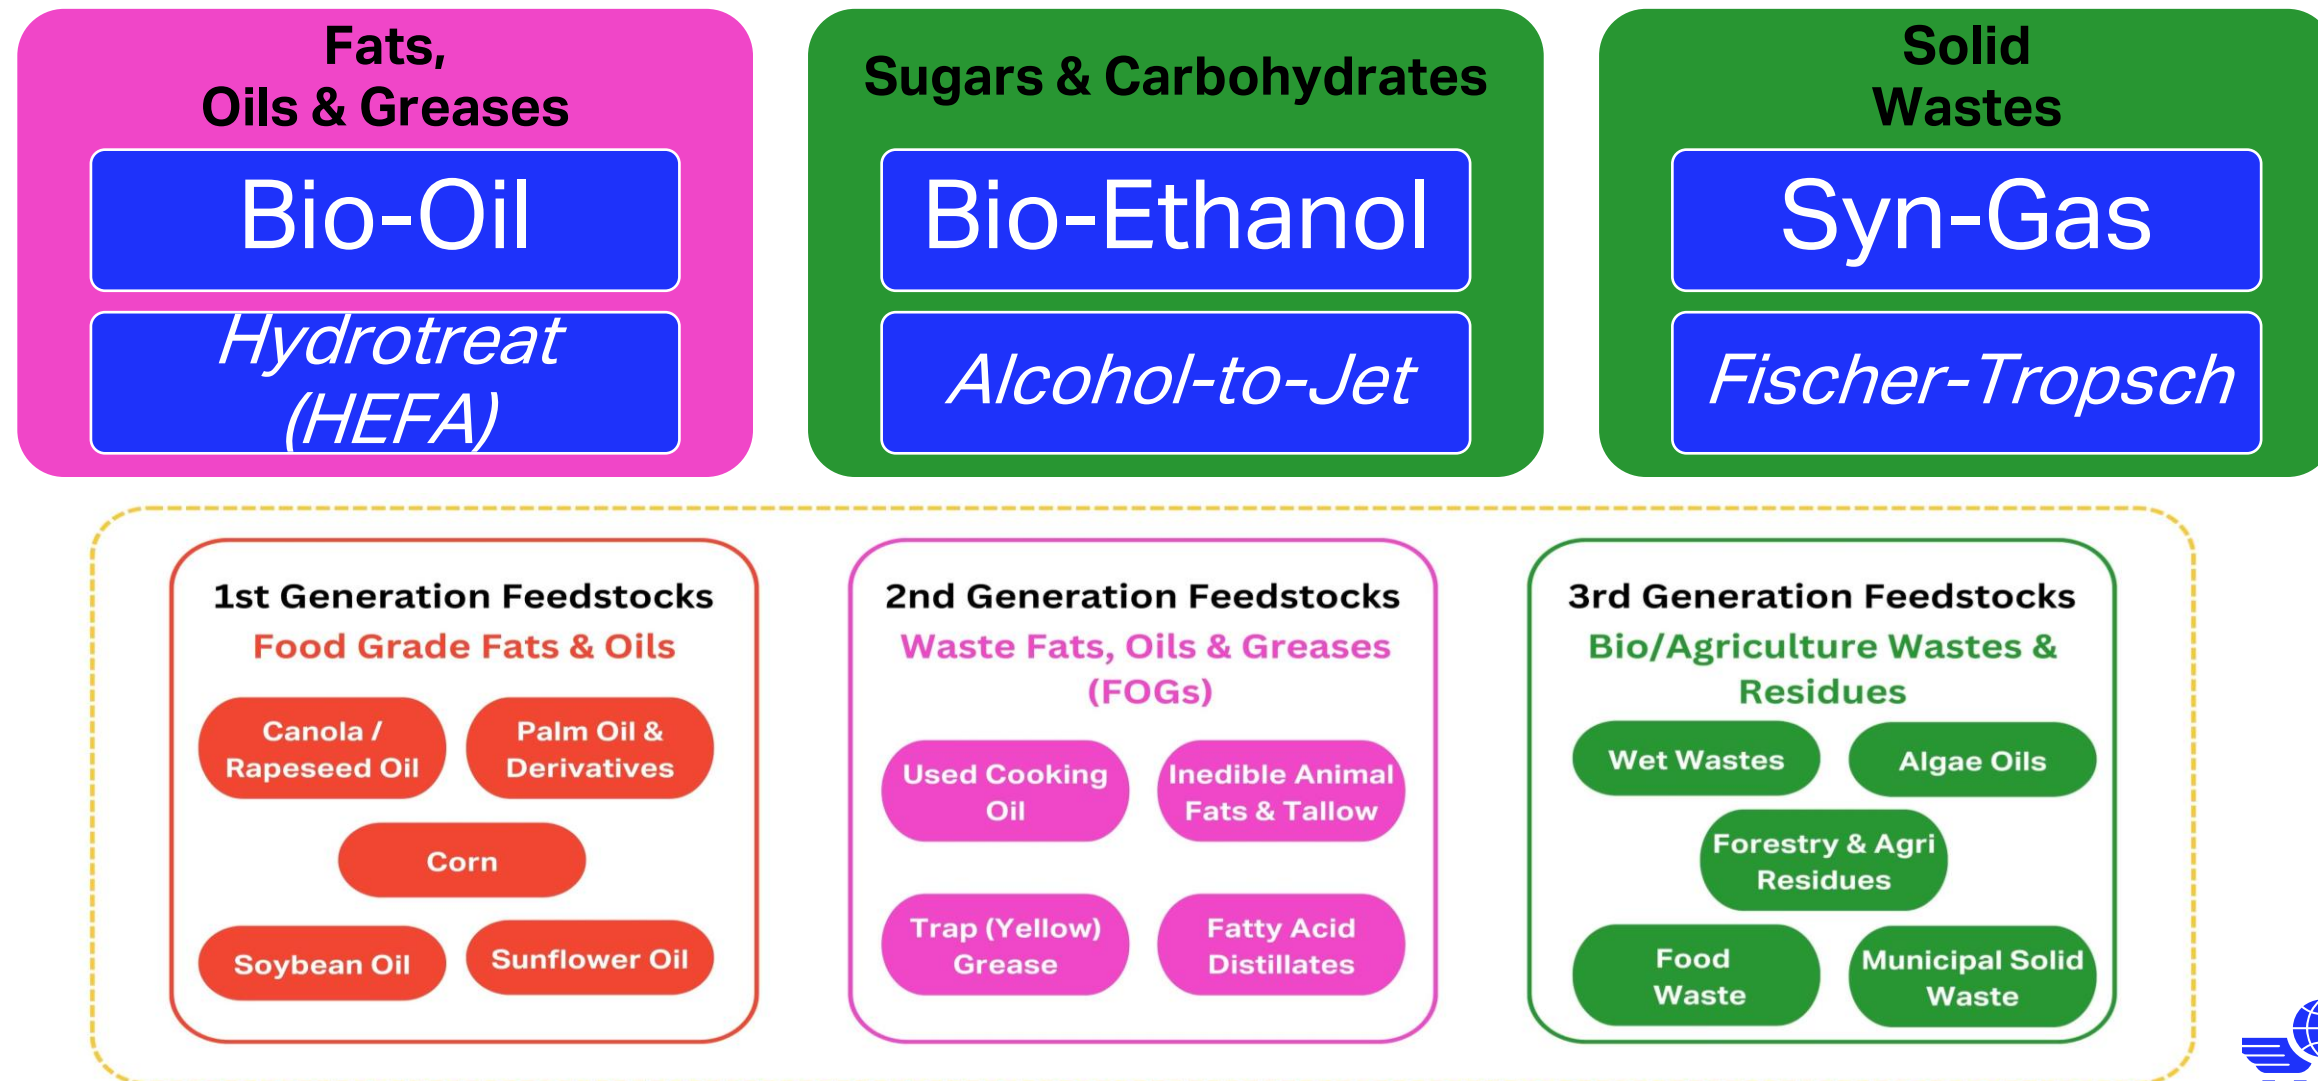 Fats,
Oils & Greases
Bio-Oil
Hydrotreat
(HEFA)
Sugars & Carbohydrates
Bio-Ethanol
Alcohol-to-Jet
Solid
Wastes
Syn-Gas
Fischer-Tropsch
1st Generation Feedstocks
Food Grade Fats & Oils
Canola /
Rapeseed Oil
Palm Oil &
Derivatives
Corn
Soybean Oil
Sunflower Oil
2nd Generation Feedstocks
Waste Fats, Oils & Greases
(FOGs)
Used Cooking
Oil
Inedible Animal
Fats & Tallow
Trap (Yellow)
Grease
Fatty Acid
Distillates
3rd Generation Feedstocks
Bio/Agriculture Wastes &
Residues
Wet Wastes
Algae Oils
Forestry & Agri
Residues
Food
Waste
Municipal Solid
Waste